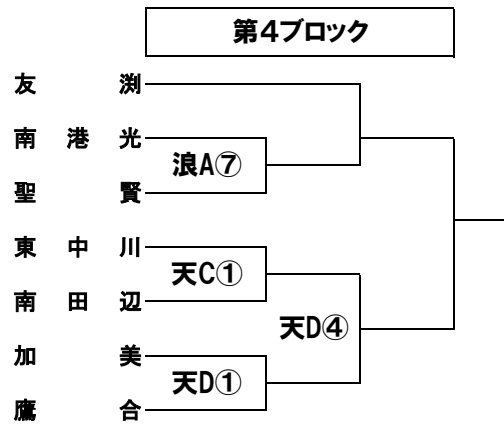 第4ブロック
友渕
南港光
浪A⑦
聖賢
東中川
天C①
南田辺
天D④
加美
天D①
鷹合